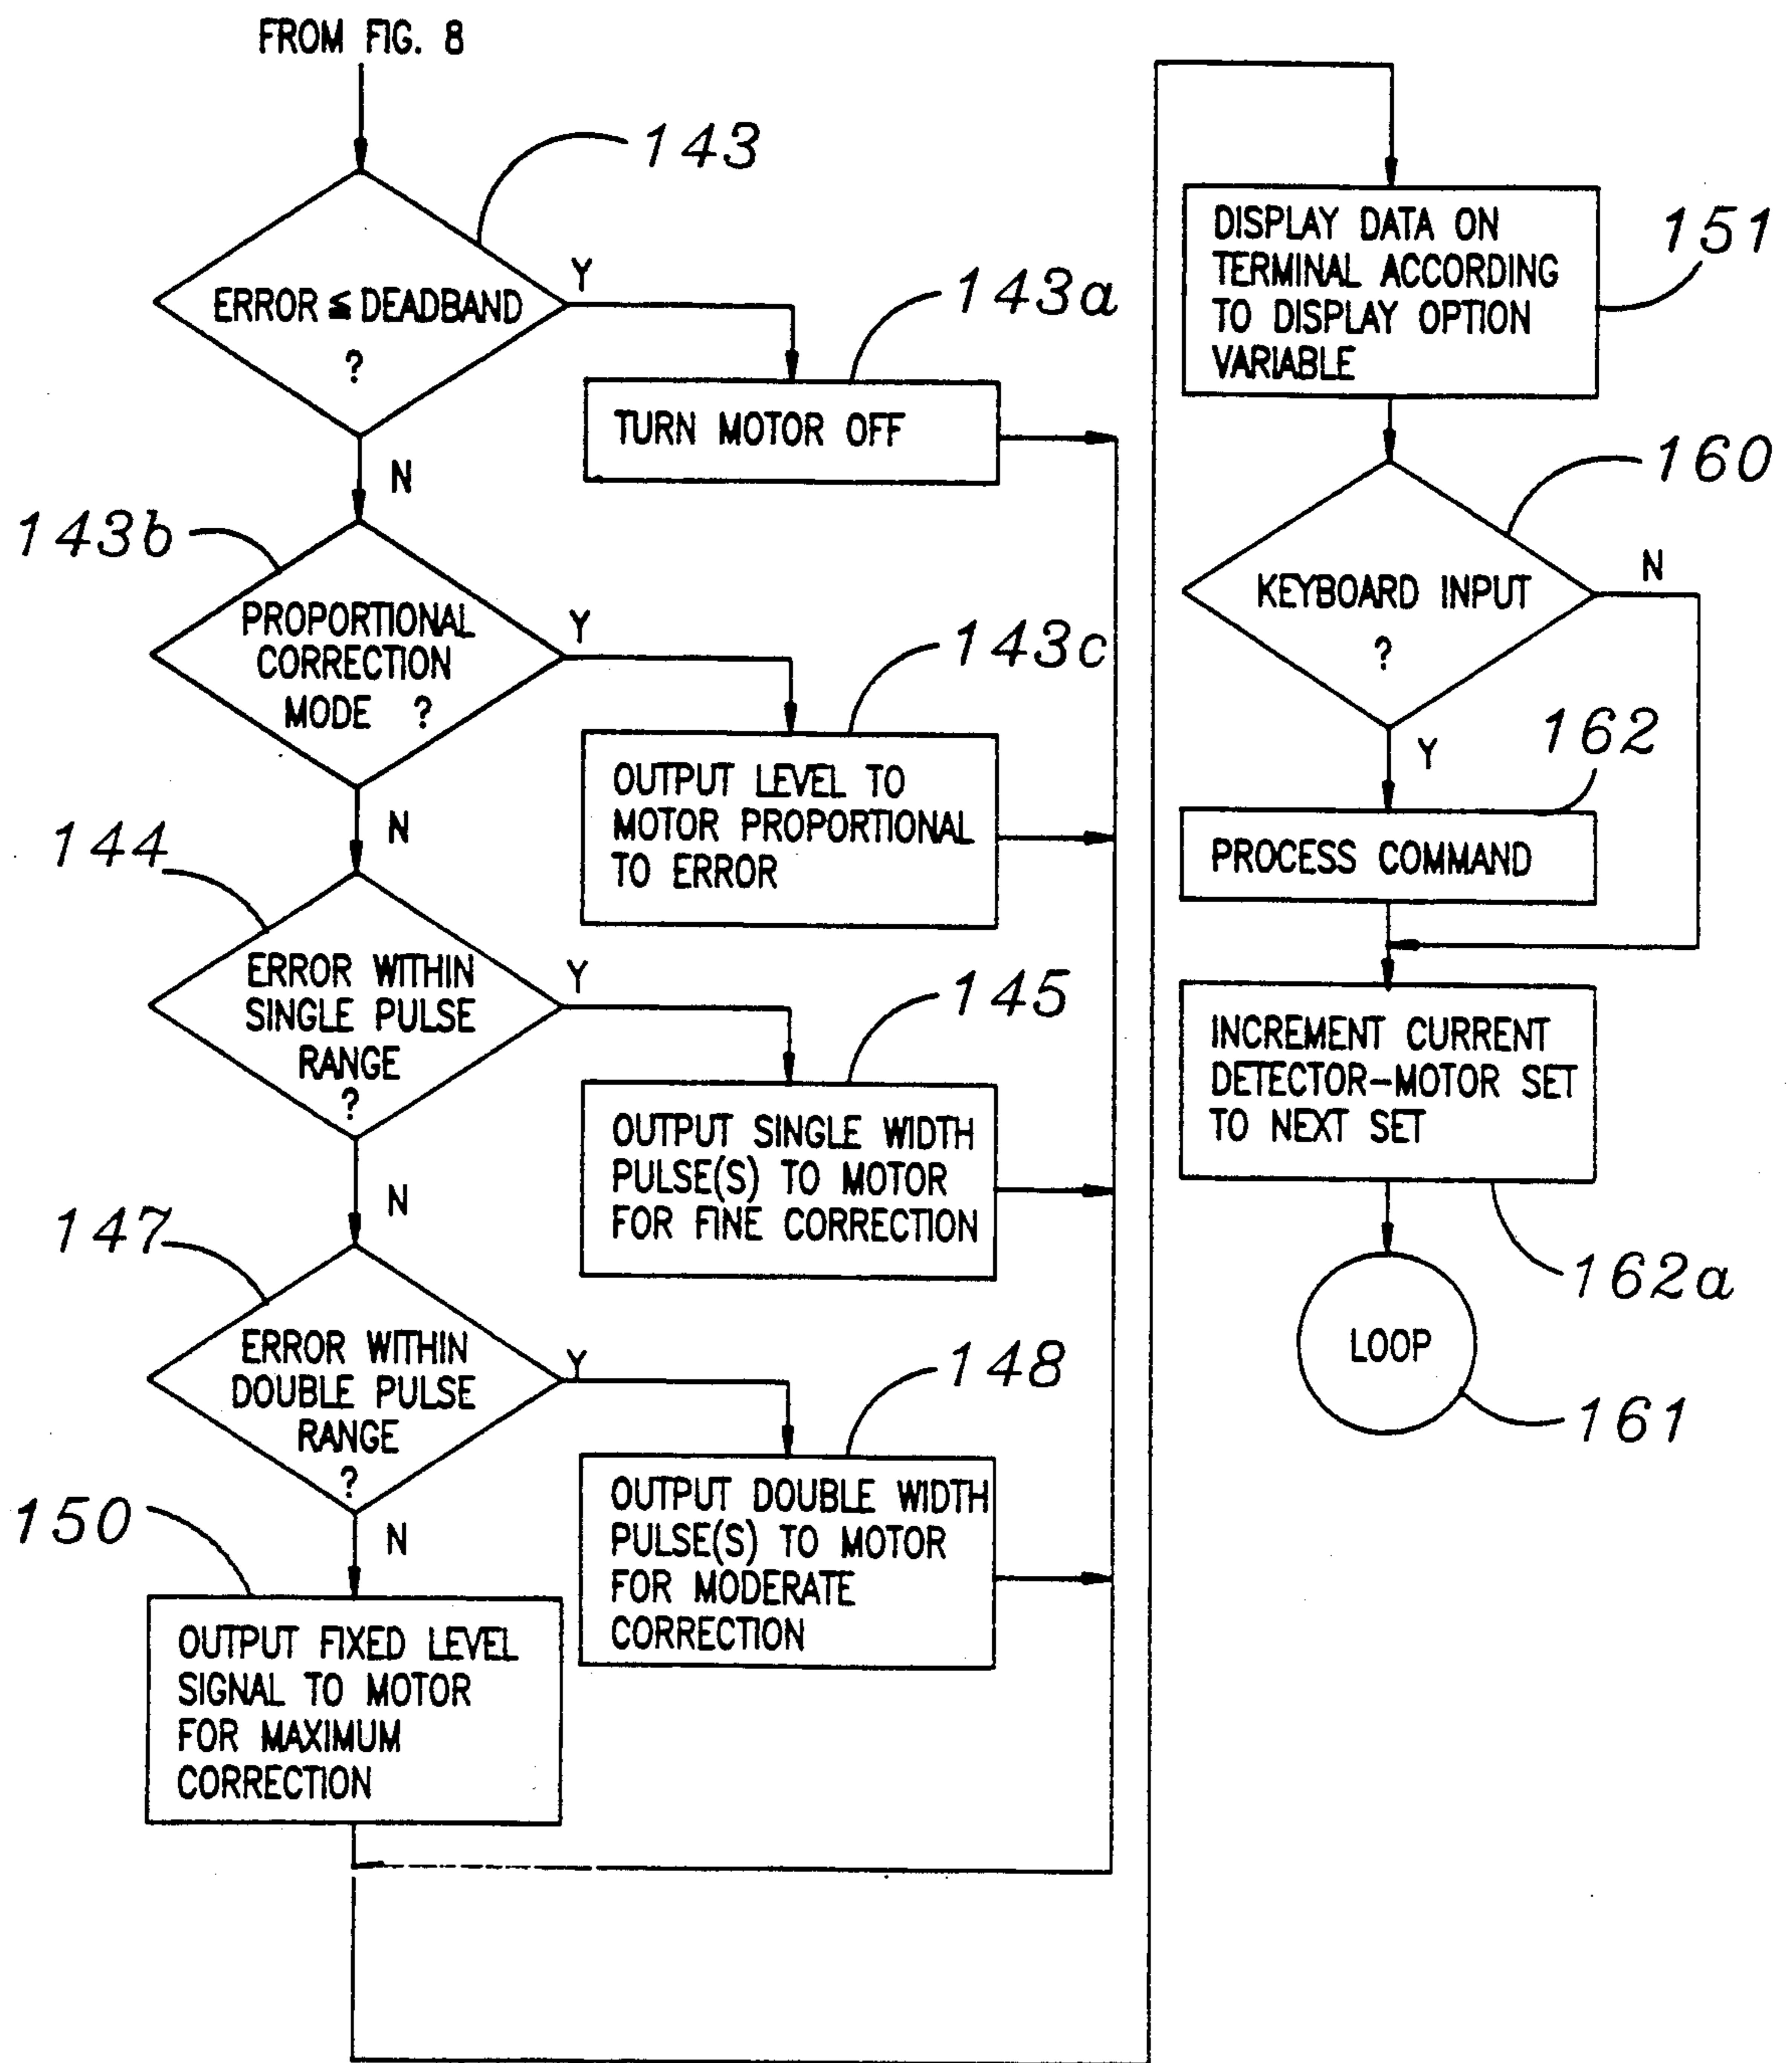 FROM FIG. 8
143
ERROR ≦ DEADBAND
?
Y
143a
TURN MOTOR OFF
N
143b
PROPORTIONAL
CORRECTION
MODE ?
Y
143c
OUTPUT LEVEL TO
MOTOR PROPORTIONAL
TO ERROR
N
144
ERROR WITHIN
SINGLE PULSE
RANGE
?
Y
145
OUTPUT SINGLE WIDTH
PULSE(S) TO MOTOR
FOR FINE CORRECTION
N
147
ERROR WITHIN
DOUBLE PULSE
RANGE
?
Y
148
OUTPUT DOUBLE WIDTH
PULSE(S) TO MOTOR
FOR MODERATE
CORRECTION
N
150
OUTPUT FIXED LEVEL
SIGNAL TO MOTOR
FOR MAXIMUM
CORRECTION
DISPLAY DATA ON
TERMINAL ACCORDING
TO DISPLAY OPTION
VARIABLE
151
160
KEYBOARD INPUT
?
N
Y
162
PROCESS COMMAND
INCREMENT CURRENT
DETECTOR-MOTOR SET
TO NEXT SET
162a
LOOP
161